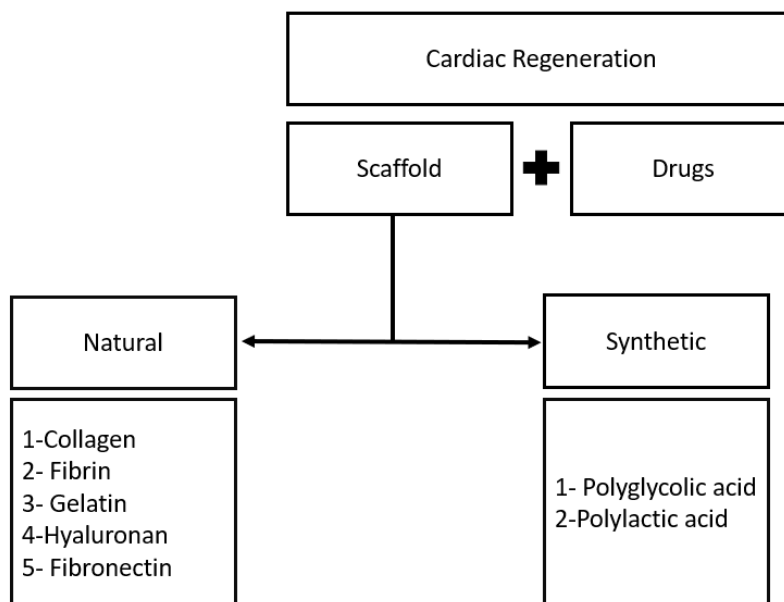 Cardiac Regeneration
Scaffold
Drugs
Natural
Synthetic
1-Collagen
2- Fibrin
3- Gelatin
4-Hyaluronan
5- Fibronectin
1- Polyglycolic acid
2-Polylactic acid